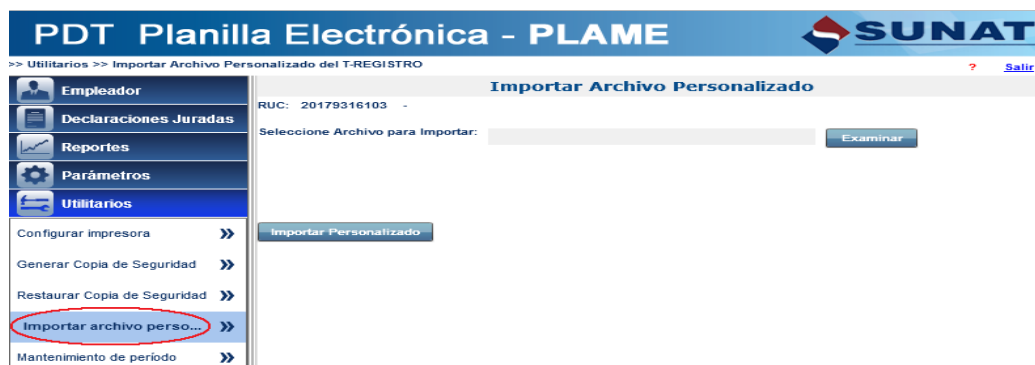 PDT Planilla Electrónica - PLAME
SUNAT
>> Utilitarios >> Importar Archivo Personalizado del T-REGISTRO
? Salir
Empleador
Declaraciones Juradas
Reportes
Parámetros
Utilitarios
Configurar impresora
Generar Copia de Seguridad
Restaurar Copia de Seguridad
Importar archivo perso...
Mantenimiento de período
Importar Archivo Personalizado
RUC: 20179316103 -
Seleccione Archivo para Importar:
Examinar
Importar Personalizado